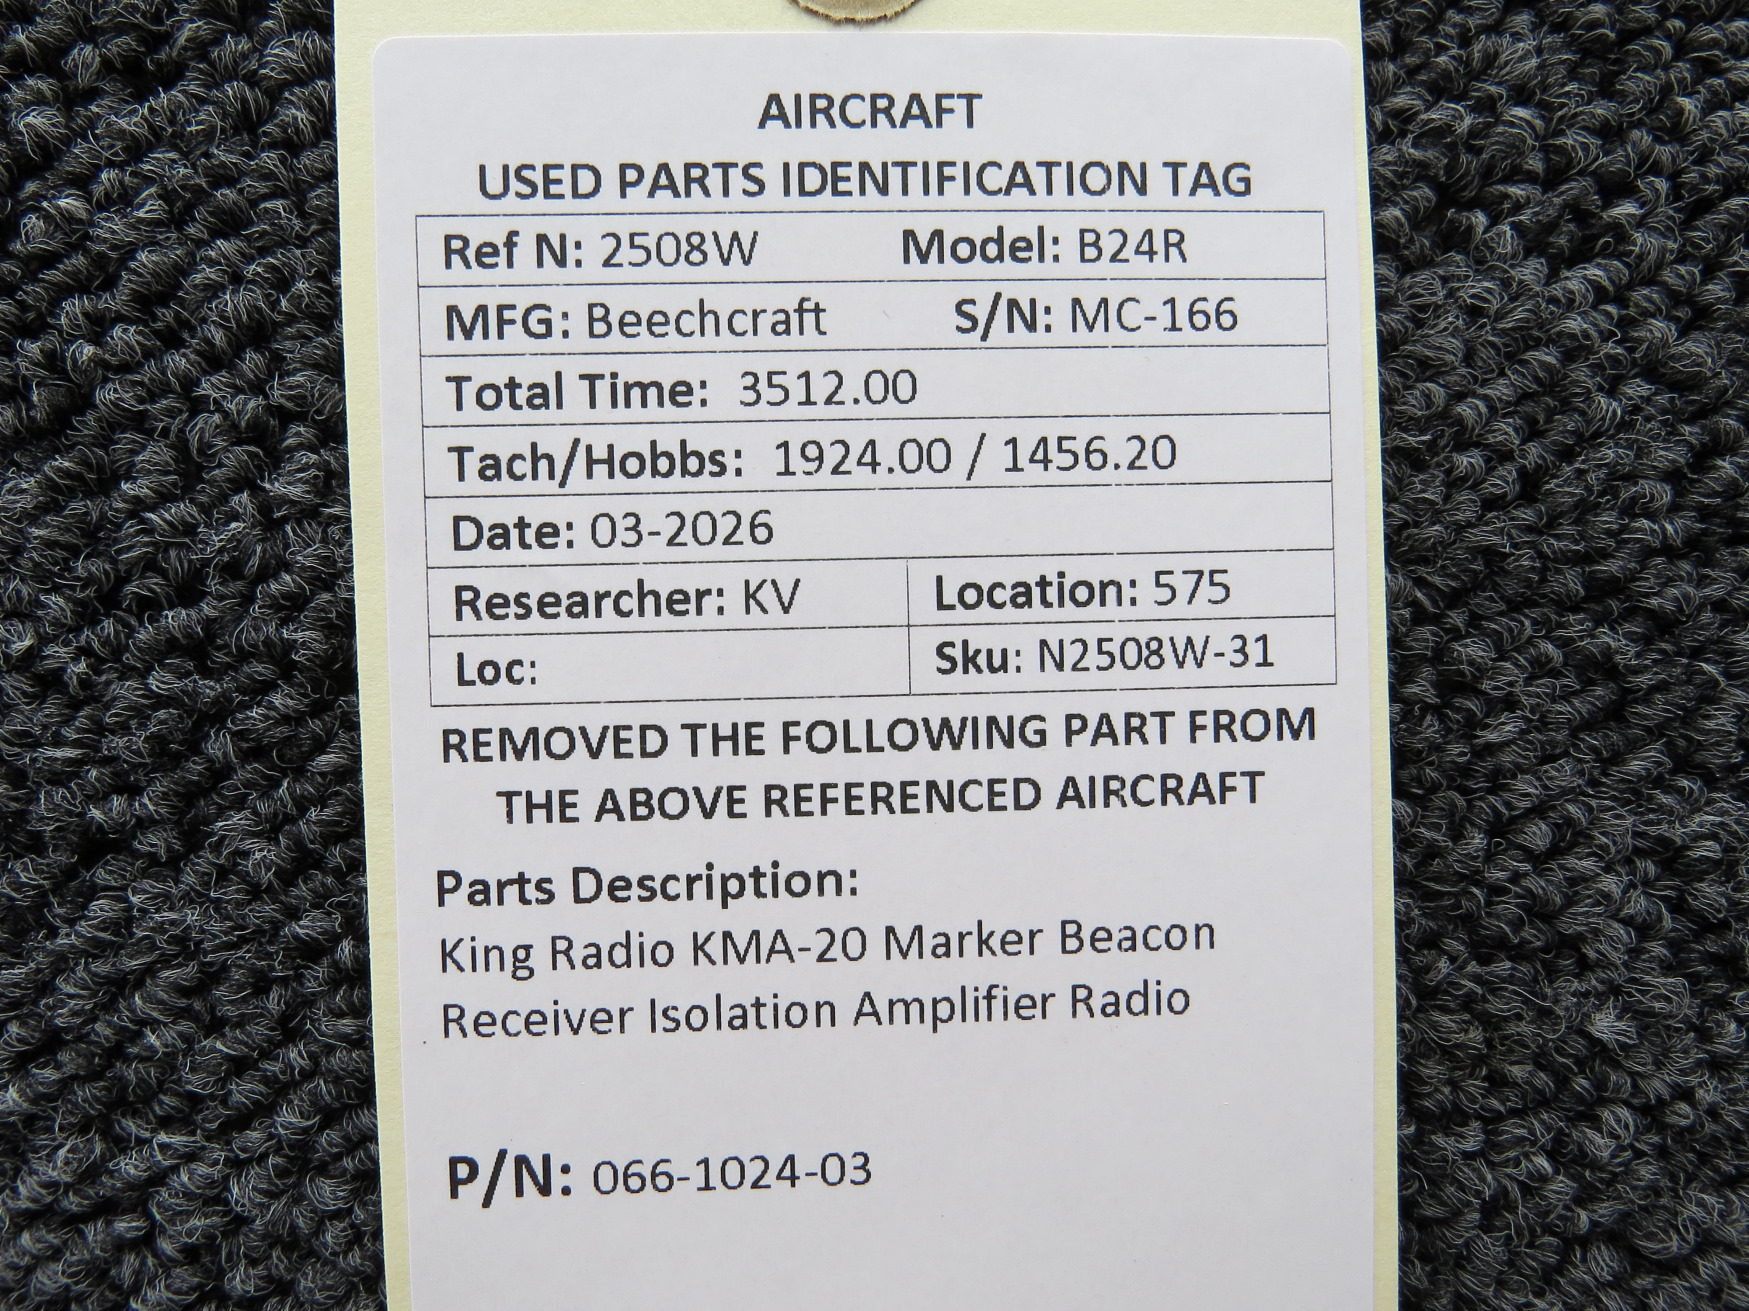 AIRCRAFT
USED PARTS IDENTIFICATION TAG
Ref N: 2508W Model: B24R
MFG: Beechcraft S/N: MC-166
Total Time: 3512.00
Tach/Hobbs: 1924.00 / 1456.20
Date: 03-2026
Researcher: KV Location: 575
Loc: Sku: N2508W-31
REMOVED THE FOLLOWING PART FROM
THE ABOVE REFERENCED AIRCRAFT
Parts Description:
King Radio KMA-20 Marker Beacon
Receiver Isolation Amplifier Radio
P/N: 066-1024-03